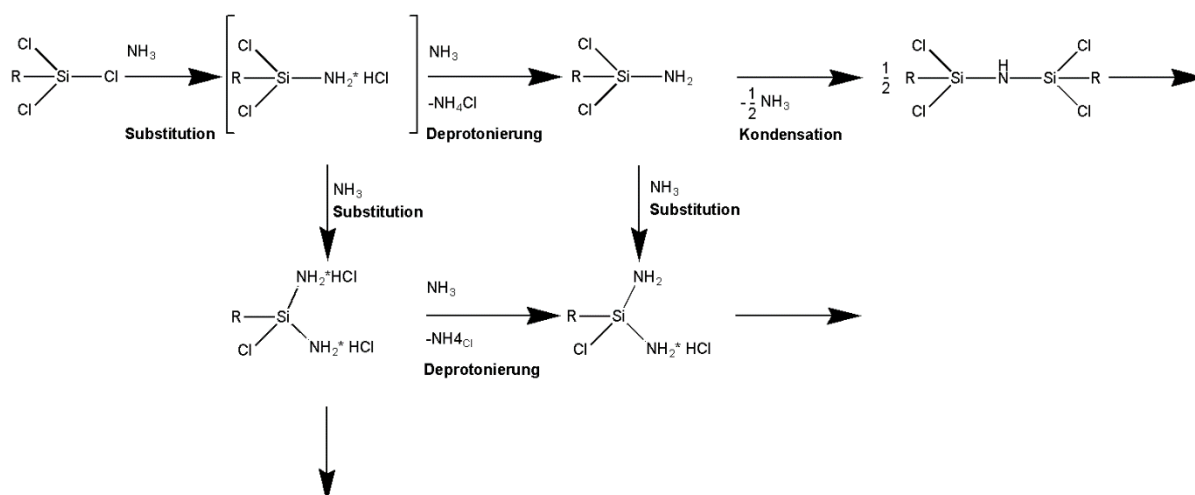 Cl Cl Cl Cl Cl
R Si Cl NH₃ R Si NH₂* HCl NH₃ R Si NH₂ 1/2 R Si H N Si R
Cl Cl -NH₄Cl Cl -1/2 NH₃ Cl Cl
Substitution Deprotonierung Kondensation
NH₃ NH₃
Substitution Substitution
NH₂*HCl NH₂
R Si NH₃ R Si
Cl NH₂* HCl -NH4Cl Cl NH₂* HCl
Deprotonierung